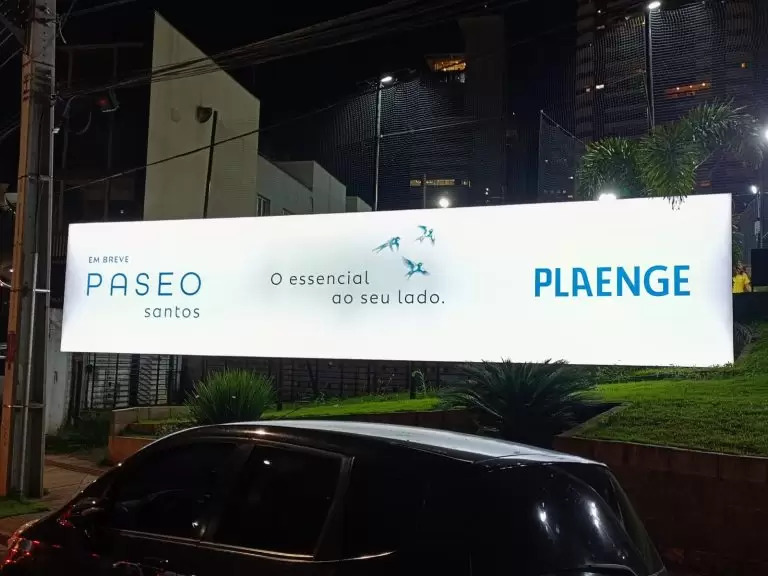 EM BREVE
PASEO
santos
O essencial
ao seu lado.
PLAENGE